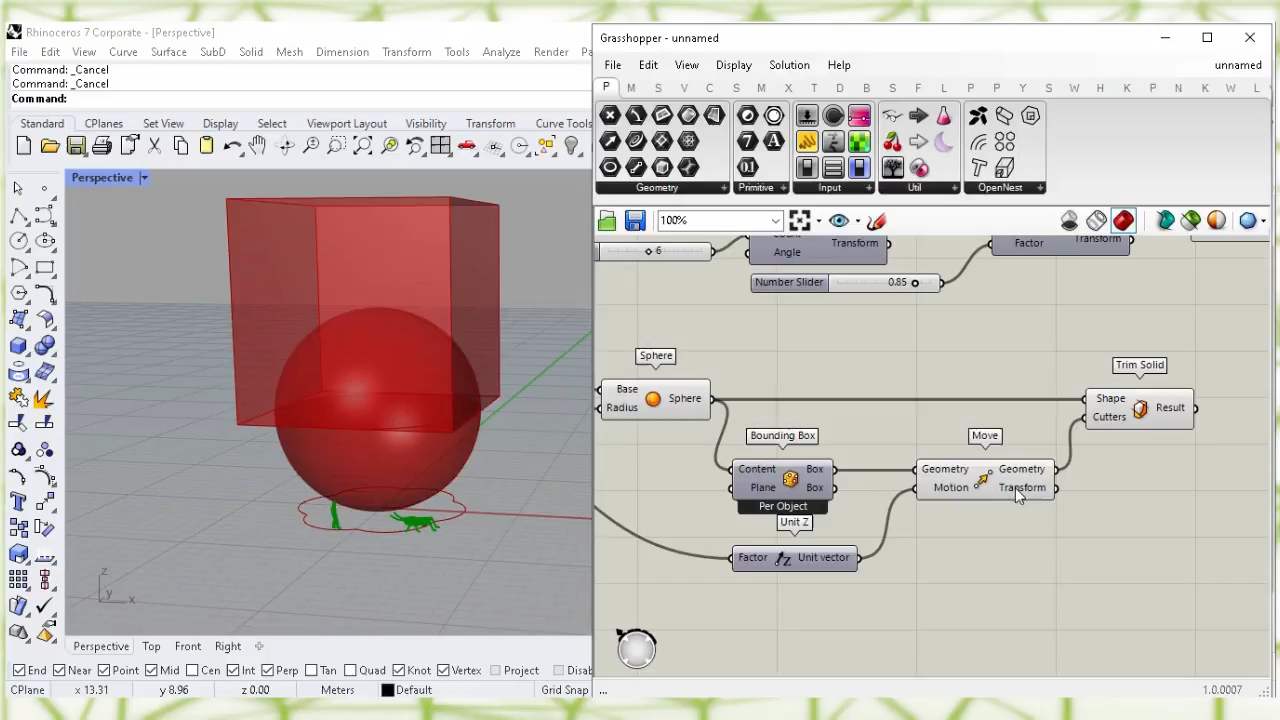 Rhinoceros 7 Corporate - [Perspective]
File Edit View Curve Surface SubD Solid Mesh Dimension Transform Tools Analyze Render
Command: _Cancel
Command: _Cancel
Command:
Standard CPlanes Set View Display Viewport Layout Visibility Transform Curve Tools
Perspective
z
y x
Perspective Top Front Right
End Near Point Mid Cen Int Perp Tan Quad Knot Vertex Project
CPlane x 13.31 y 8.96 z 0.00 Meters Default Grid Snap
Grasshopper - unnamed
File Edit View Display Solution Help unnamed
P M S V C M X S T D B S U A L P P Y N W H K P N K W L
Geometry Primitive Input Util OpenNest
100%
6
Transform
Angle
Factor
Number Slider 0.85
Sphere
Base
Radius
Sphere
Trim Solid
Shape
Cutters
Result
Bounding Box
Content
Plane
Box
Box
Per Object
Move
Geometry
Motion
Geometry
Transform
Unit Z
Factor Z Unit vector
... 1.0.0007